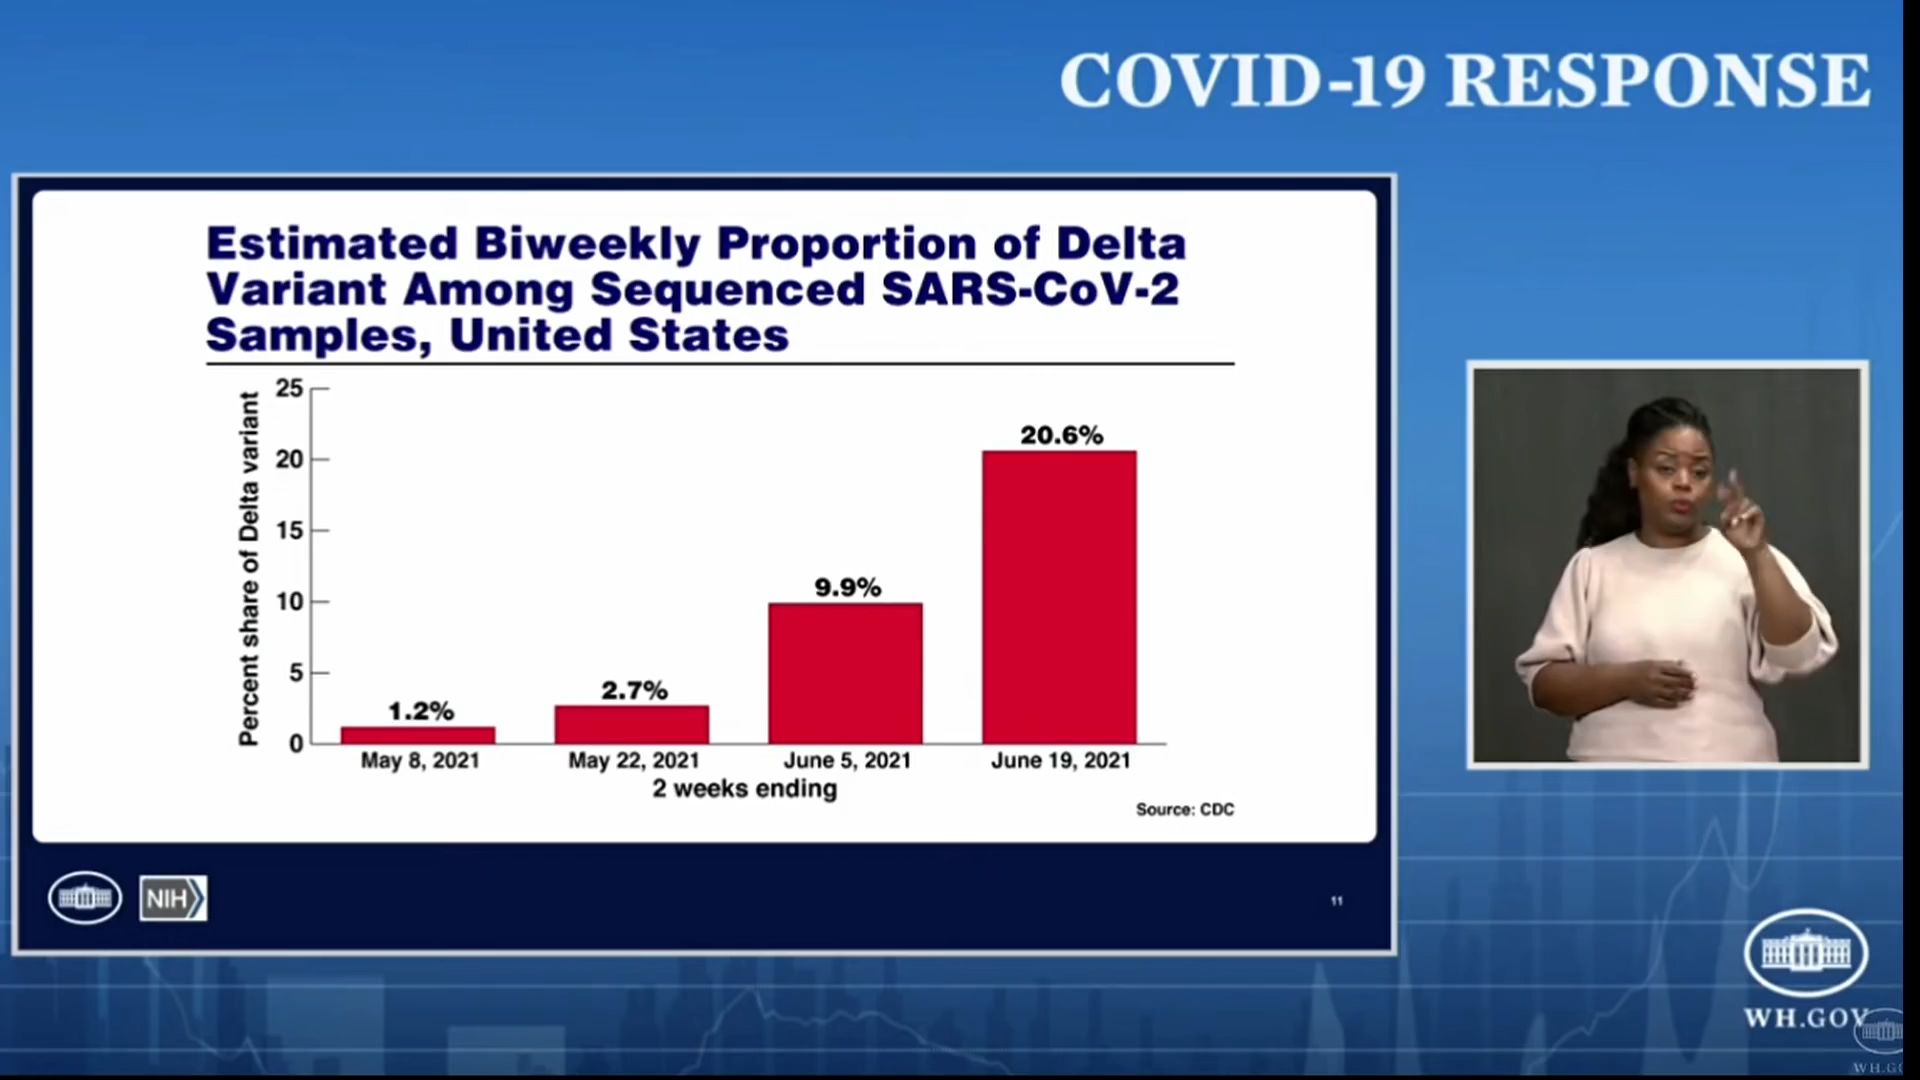 COVID-19 RESPONSE
Estimated Biweekly Proportion of Delta
Variant Among Sequenced SARS-CoV-2
Samples, United States
Percent share of Delta variant
25
20
15
10
5
0
1.2%
2.7%
9.9%
20.6%
May 8, 2021
May 22, 2021
June 5, 2021
June 19, 2021
2 weeks ending
Source: CDC
NIH
11
WH.GOV
WH.GO